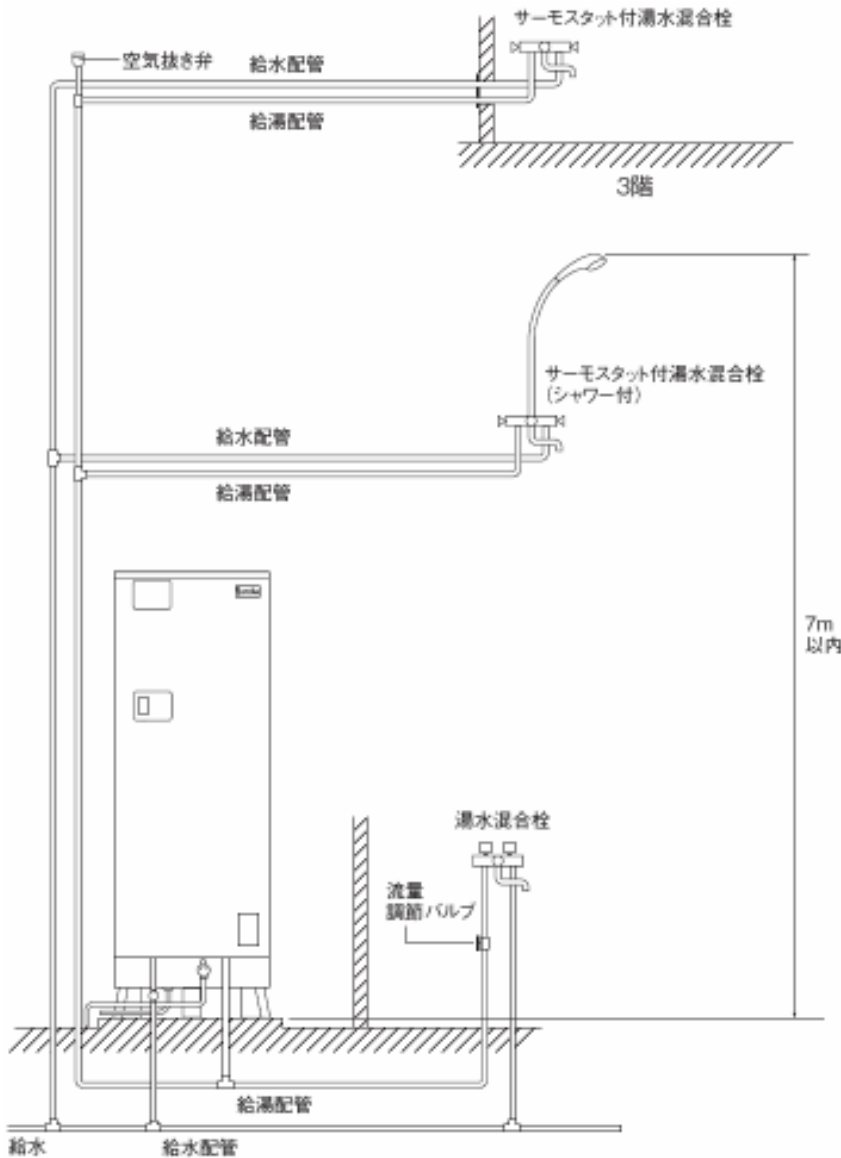 サーモスタット付湯水混合栓
空気抜き弁
給水配管
給湯配管
3階
サーモスタット付湯水混合栓
(シャワー付)
給水配管
給湯配管
7m
以内
湯水混合栓
流量
調節バルブ
給湯配管
給水
給水配管